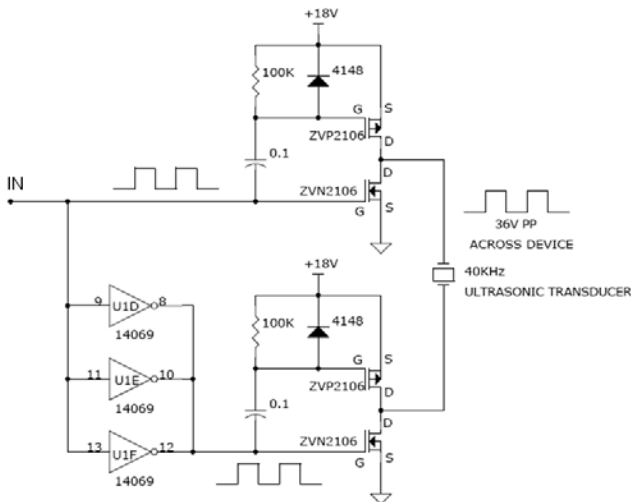 +18V
100K
4148
G
S
ZVP2106
D
0.1
IN
D
ZVN2106
G
S
36V PP
ACROSS DEVICE
+18V
40KHz
ULTRASONIC TRANSDUCER
9
U1D
8
14069
100K
4148
G
S
11
U1E
10
14069
ZVP2106
D
0.1
D
13
U1F
12
14069
ZVN2106
G
S